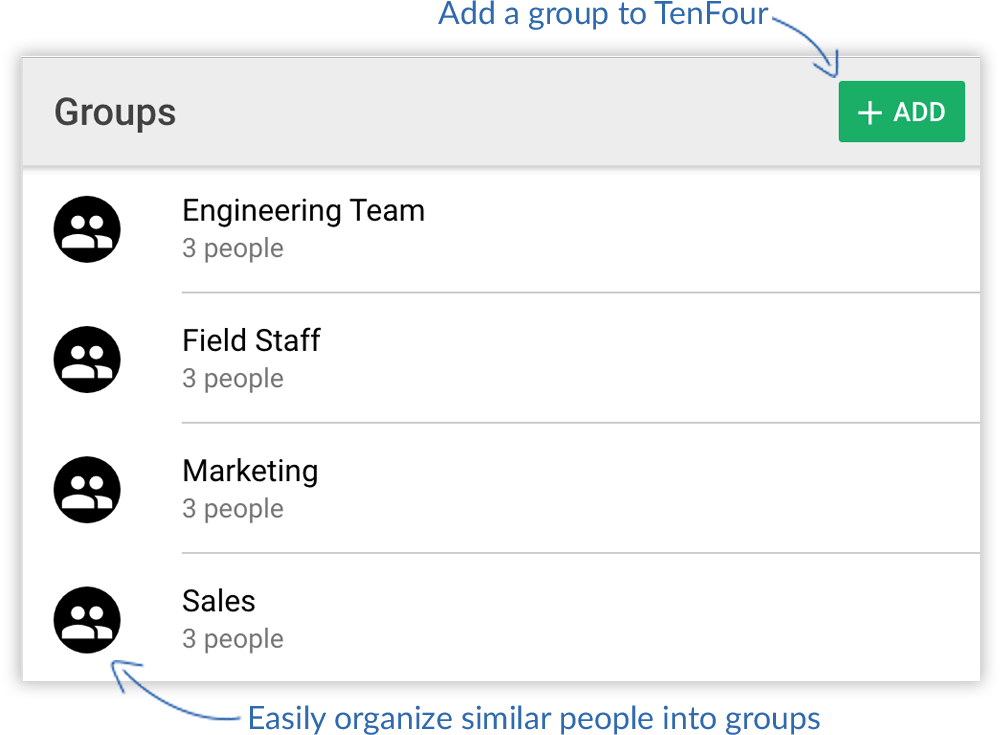 Add a group to TenFour
Groups
+ ADD
Engineering Team
3 people
Field Staff
3 people
Marketing
3 people
Sales
3 people
Easily organize similar people into groups